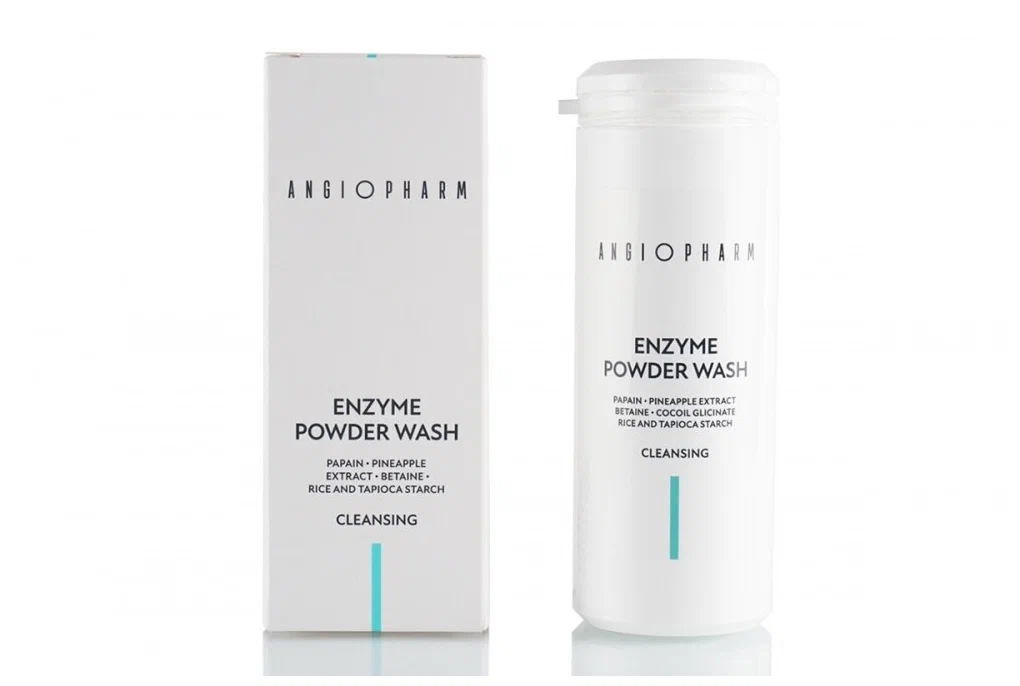 ANGIOPHARM
ENZYME
POWDER WASH
PAPAIN • PINEAPPLE
EXTRACT • BETAINE •
RICE AND TAPIOCA STARCH
CLEANSING
ANGIOPHARM
ENZYME
POWDER WASH
PAPAIN • PINEAPPLE EXTRACT
BETAINE • COCOIL GLICINATE
RICE AND TAPIOCA STARCH
CLEANSING